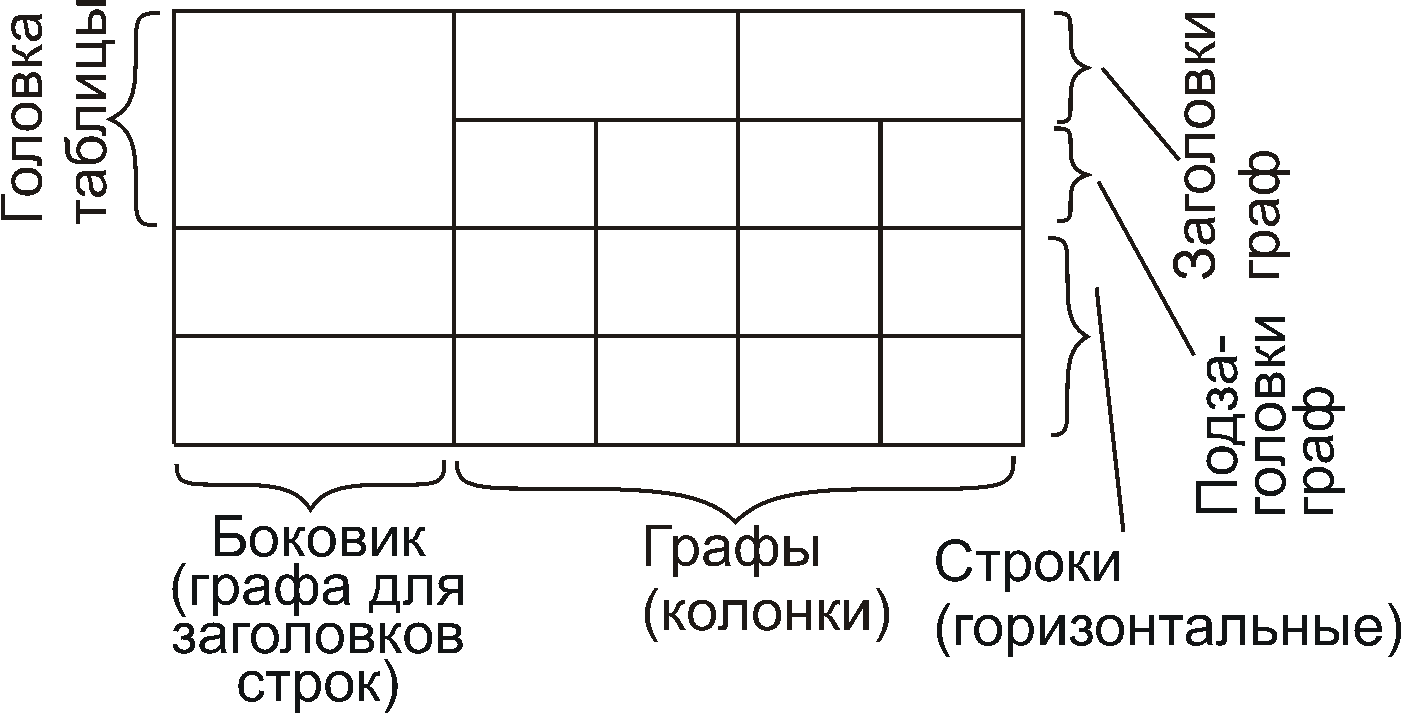 Головка
таблицы
Заголовки
граф
Подза-
головки
граф
Боковик
(графа для
заголовков
строк)
Графы
(колонки)
Строки
(горизонтальные)